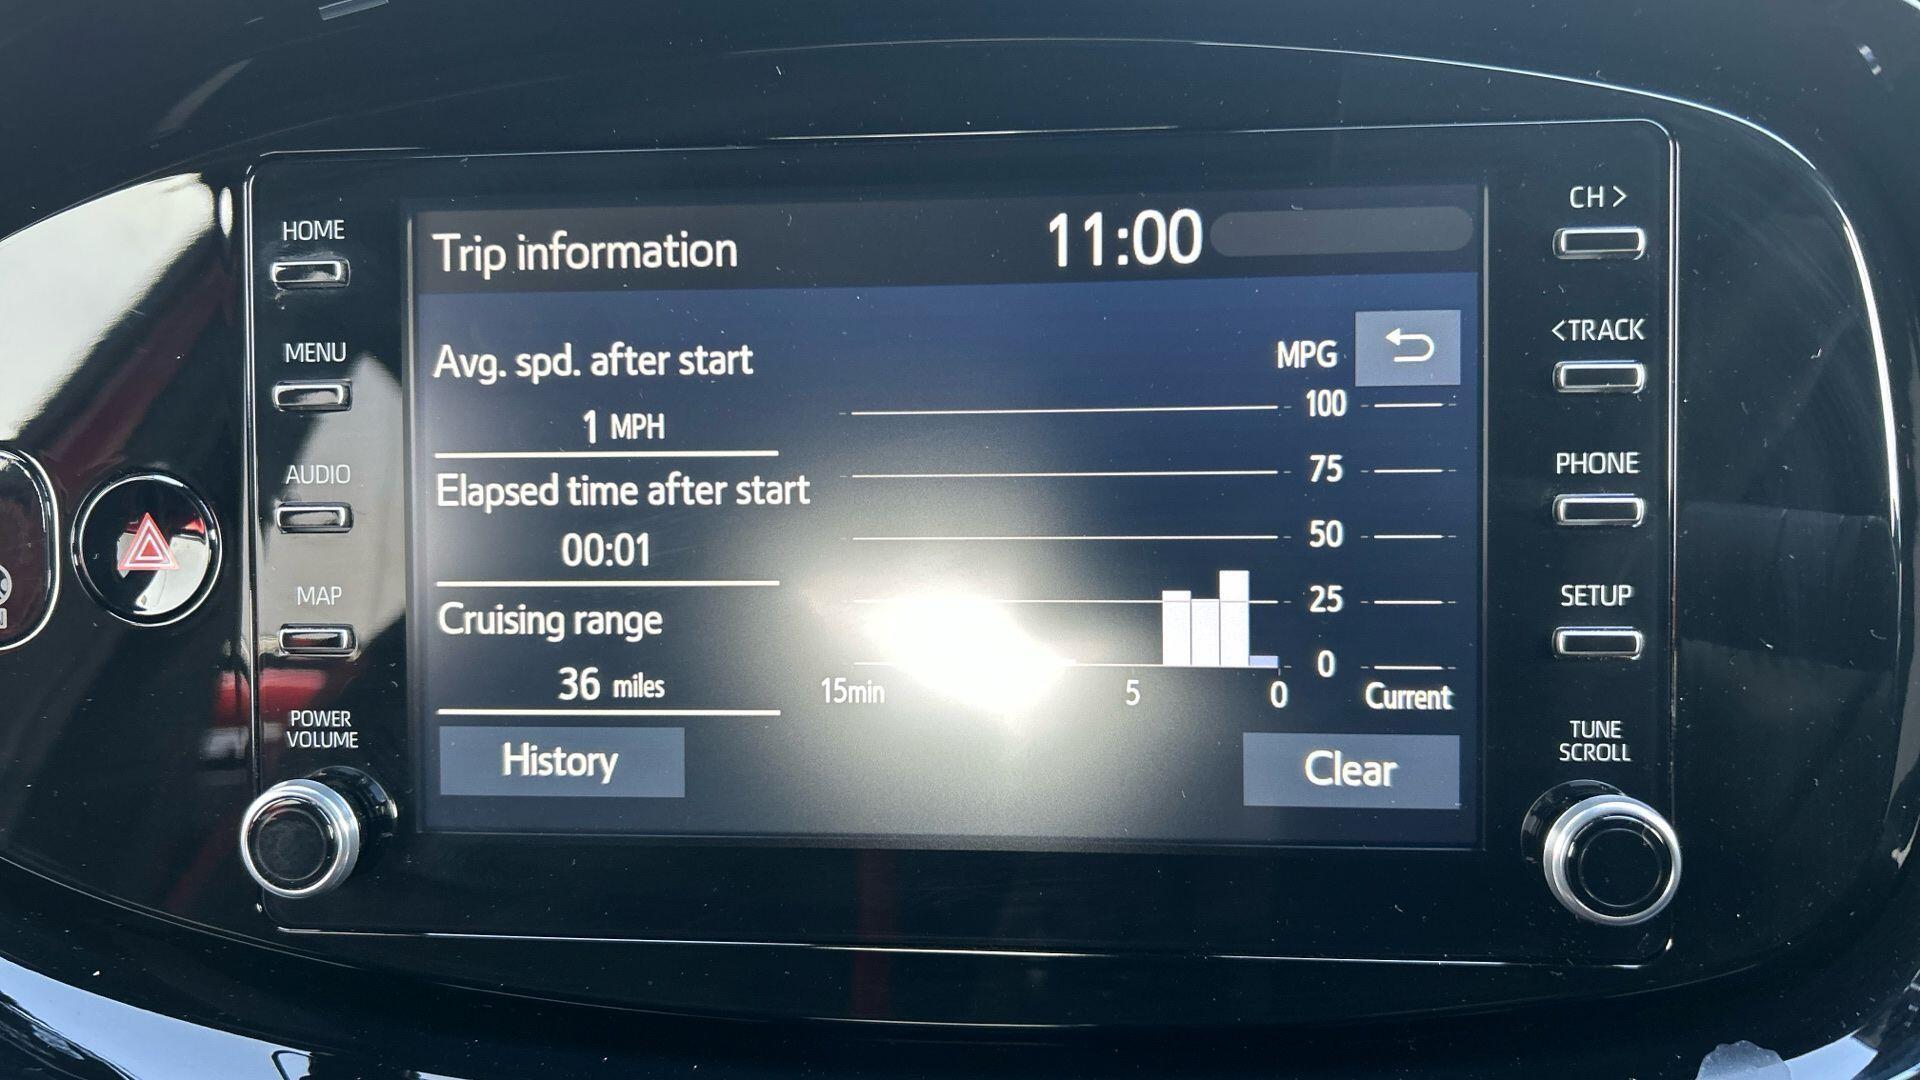 HOME
MENU
AUDIO
MAP
POWER
VOLUME
Trip information
11:00
Avg. spd. after start
1 MPH
Elapsed time after start
00:01
Cruising range
36 miles
History
MPG
100
75
50
25
0
15min
5
0
Current
Clear
CH >
<TRACK
PHONE
SETUP
TUNE
SCROLL